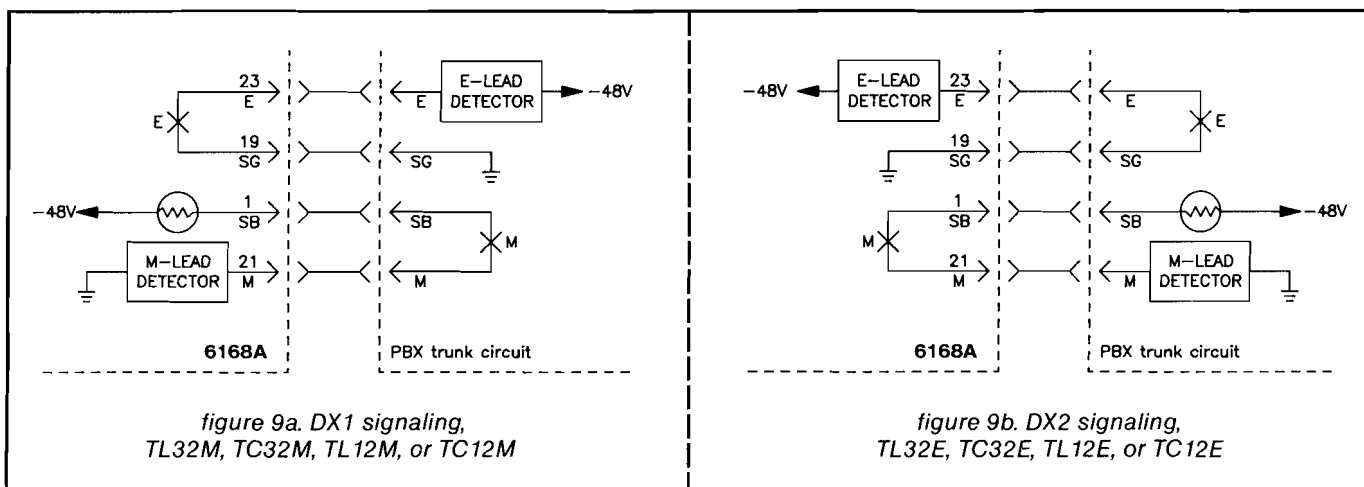 23
E
E
19
SG
-48V
1
SB
M-LEAD
DETECTOR
21
M
6168A
E
E-LEAD
DETECTOR
-48V
SG
SB
M
M
PBX trunk circuit
figure 9a. DX1 signaling,
TL32M, TC32M, TL12M, or TC12M
-48V
E-LEAD
DETECTOR
23
E
19
SG
1
SB
M
21
M
6168A
E
E
SG
SB
-48V
M
M-LEAD
DETECTOR
PBX trunk circuit
figure 9b. DX2 signaling,
TL32E, TC32E, TL12E, or TC12E